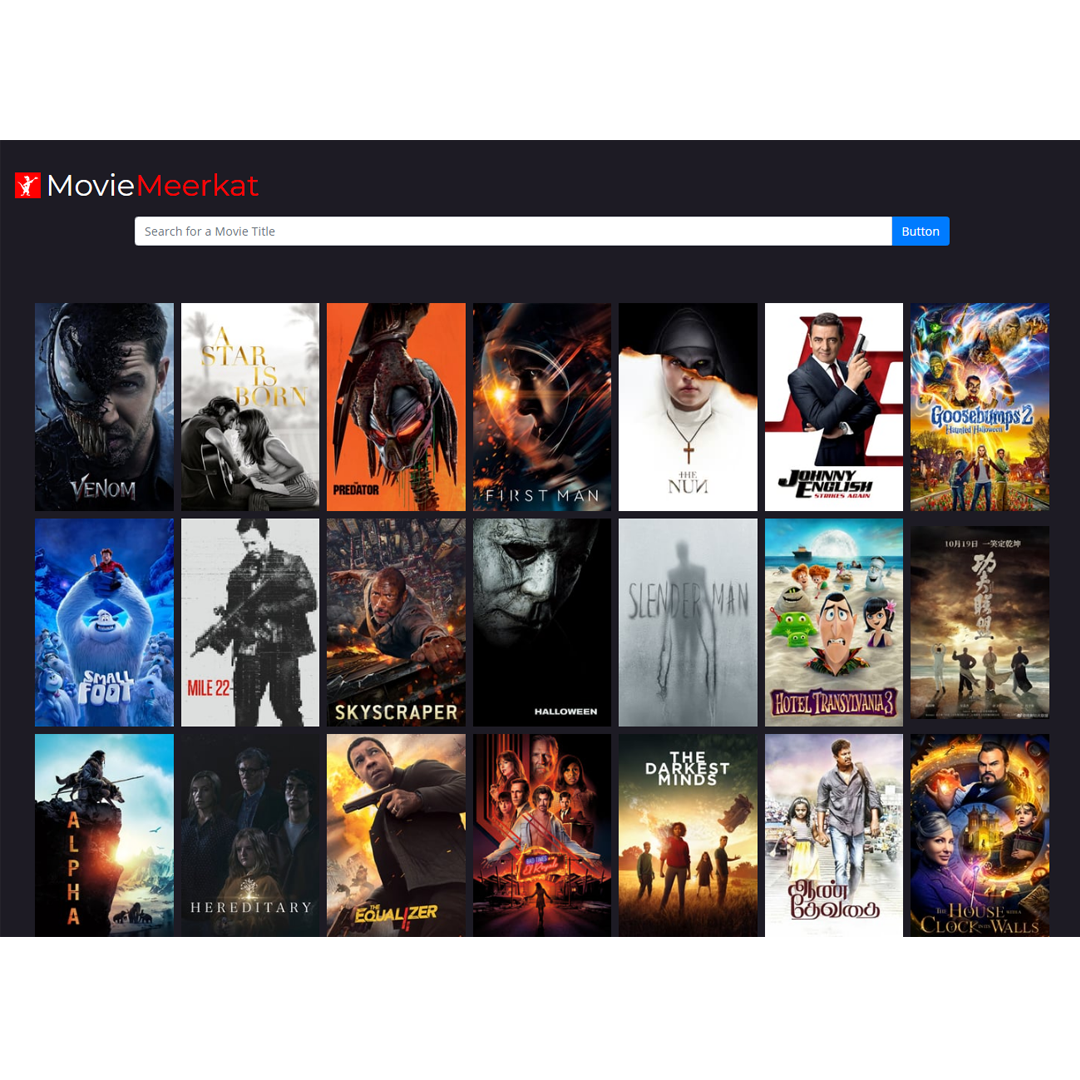 MovieMeerkat
Search for a Movie Title
Button
VENOM
A
STAR
IS
BORN
THE
PREDATOR
FIRST MAN
THE
NUN
JOHNNY
ENGLISH
STRIKES AGAIN
Goosebumps 2
Haunted Halloween
SMALL
FOOT
MILE 22
SKYSCRAPER
HALLOWEEN
SLENDER MAN
HOTEL TRANSYLVANIA 3
10月19日 一笑定乾坤
功夫聯盟
ALPHA
HEREDITARY
THE
EQUALIZER
THE
DARKEST
MINDS
ஆண்
தேவதை
THE HOUSE WITH A
CLOCK IN ITS WALLS